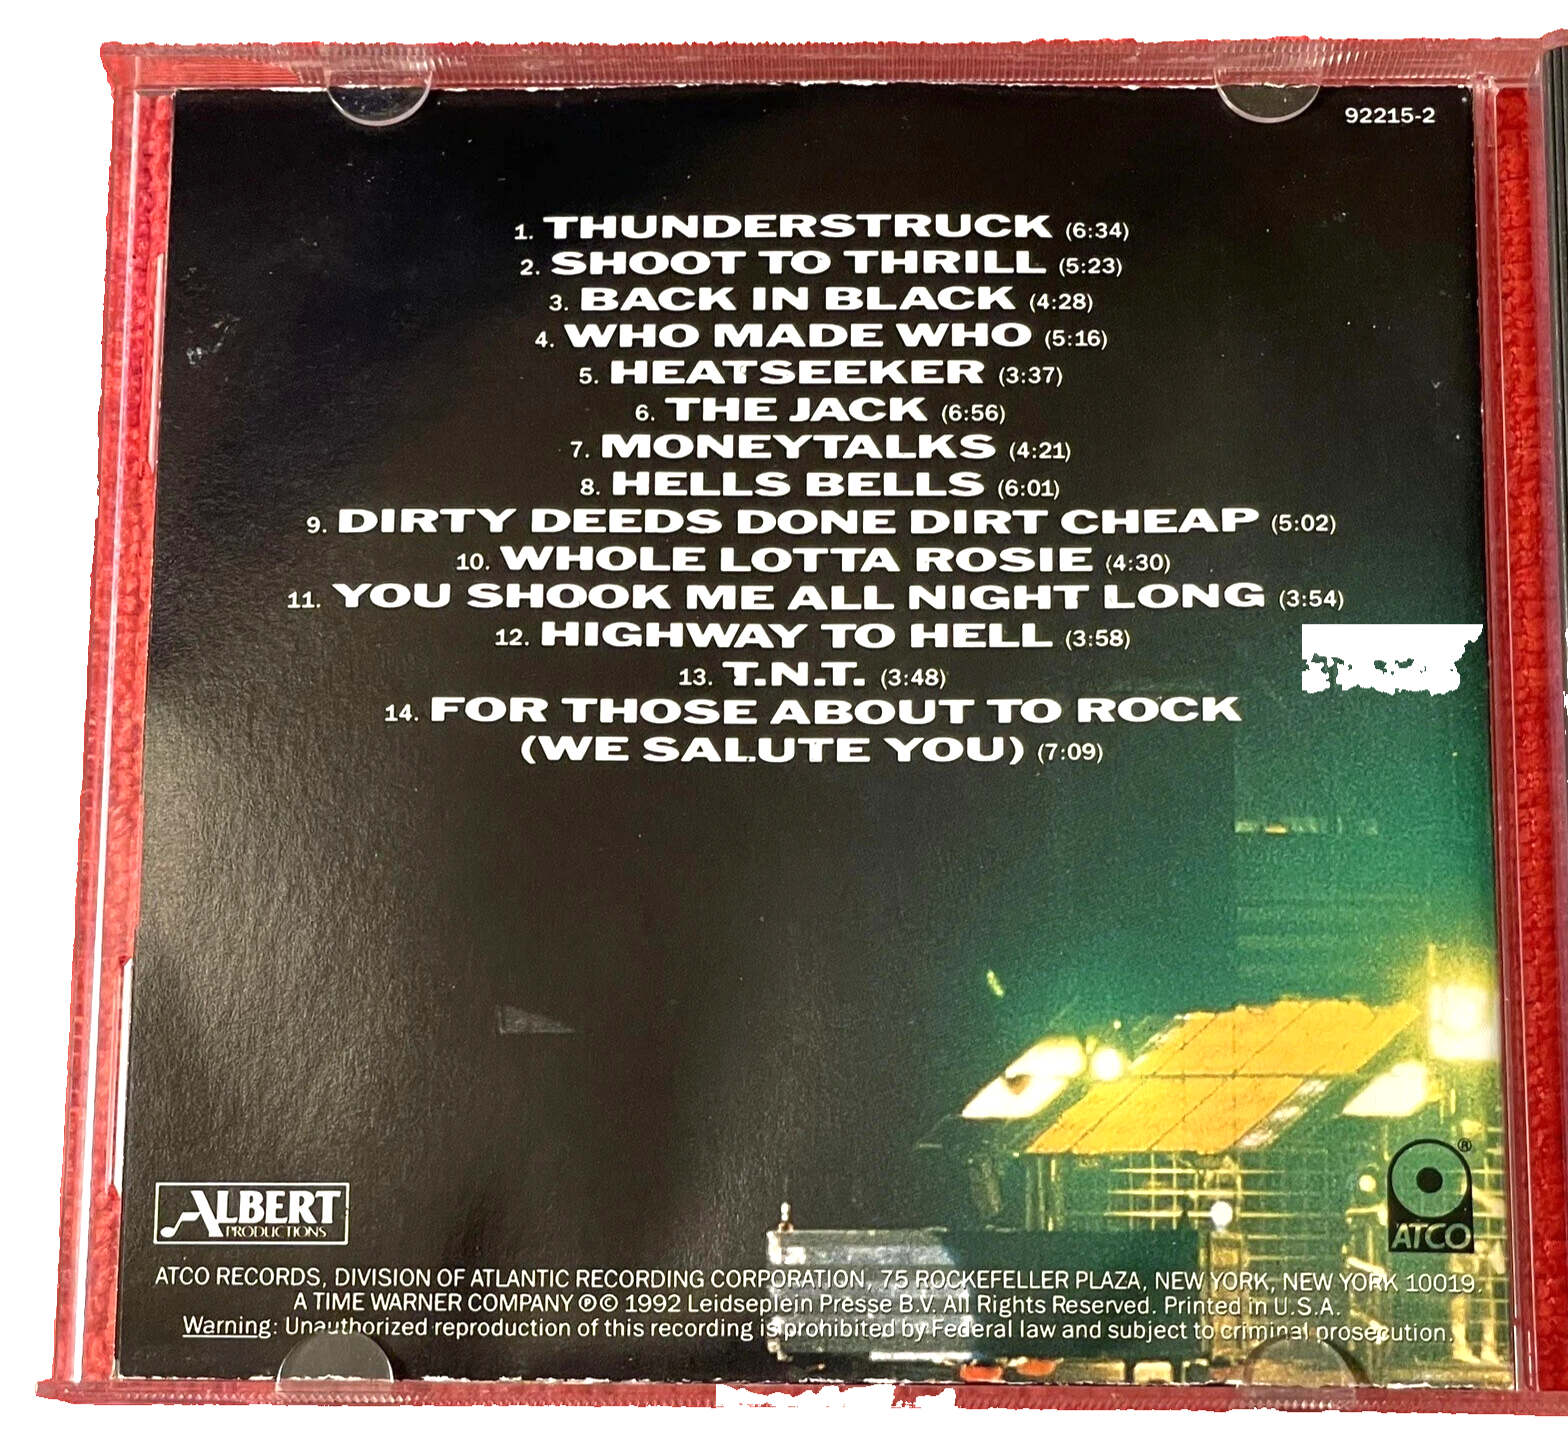 92215-2
1. THUNDERSTRUCK (6:34)
2. SHOOT TO THRILL (5:23)
3. BACK IN BLACK (4:28)
4. WHO MADE WHO (5:16)
5. HEATSEEKER (3:37)
6. THE JACK (6:56)
7. MONEYTALKS (4:21)
8. HELLS BELLS (6:01)
9. DIRTY DEEDS DONE DIRT CHEAP (5:02)
10. WHOLE LOTTA ROSIE (4:30)
11. YOU SHOOK ME ALL NIGHT LONG (3:54)
12. HIGHWAY TO HELL (3:58)
13. T.N.T. (3:48)
14. FOR THOSE ABOUT TO ROCK
(WE SALUTE YOU) (7:09)
ALBERT
PRODUCTIONS
®
ATCO
ATCO RECORDS, DIVISION OF ATLANTIC RECORDING CORPORATION, 75 ROCKEFELLER PLAZA, NEW YORK, NEW YORK 10019.
A TIME WARNER COMPANY ℗© 1992 Leidseplein Presse B.V. All Rights Reserved. Printed in U.S.A.
Warning: Unauthorized reproduction of this recording is prohibited by Federal law and subject to criminal prosecution.